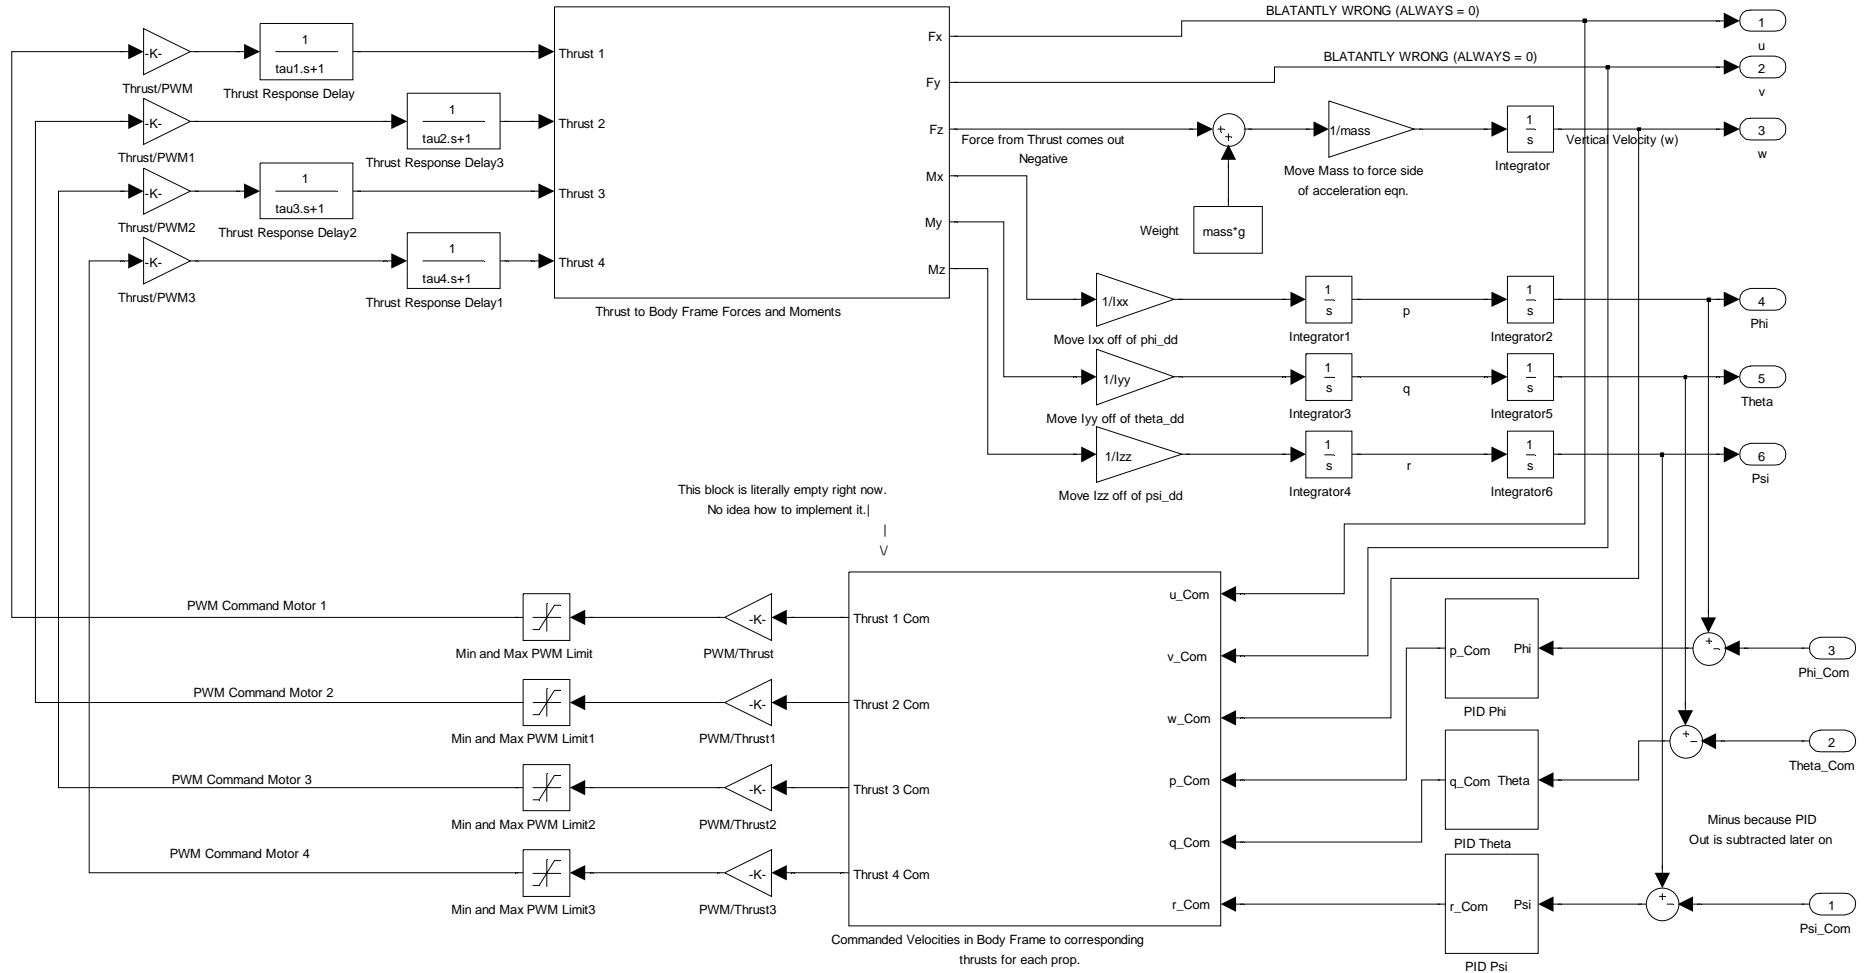 BLATANTLY WRONG (ALWAYS = 0)
1
u
Fx
-K-
Thrust/PWM
1
tau1.s+1
Thrust Response Delay
Thrust 1
BLATANTLY WRONG (ALWAYS = 0)
2
v
Fy
-K-
Thrust/PWM1
1
tau2.s+1
Thrust Response Delay3
Thrust 2
Fz
Force from Thrust comes out
Negative
+
+
1/mass
Move Mass to force side
of acceleration eqn.
1
s
Integrator
Vertical Velocity (w)
3
w
-K-
Thrust/PWM2
1
tau3.s+1
Thrust Response Delay2
Thrust 3
Mx
My
Weight
mass*g
-K-
Thrust/PWM3
1
tau4.s+1
Thrust Response Delay1
Thrust 4
Mz
Thrust to Body Frame Forces and Moments
1/Ixx
Move Ixx off of phi_dd
1
s
Integrator1
p
1
s
Integrator2
4
Phi
1/Iyy
Move Iyy off of theta_dd
1
s
Integrator3
q
1
s
Integrator5
5
Theta
1/Izz
Move Izz off of psi_dd
1
s
Integrator4
r
1
s
Integrator6
6
Psi
This block is literally empty right now.
No idea how to implement it.|
|
\/
PWM Command Motor 1
Min and Max PWM Limit
-K-
PWM/Thrust
Thrust 1 Com
u_Com
PWM Command Motor 2
Min and Max PWM Limit1
-K-
PWM/Thrust1
Thrust 2 Com
v_Com
w_Com
p_Com
Phi
PID Phi
+
-
3
Phi_Com
PWM Command Motor 3
Min and Max PWM Limit2
-K-
PWM/Thrust2
Thrust 3 Com
p_Com
q_Com
Theta
PID Theta
+
-
2
Theta_Com
Minus because PID
Out is subtracted later on
PWM Command Motor 4
Min and Max PWM Limit3
-K-
PWM/Thrust3
Thrust 4 Com
q_Com
r_Com
r_Com
Psi
PID Psi
+
-
1
Psi_Com
Commanded Velocities in Body Frame to corresponding
thrusts for each prop.